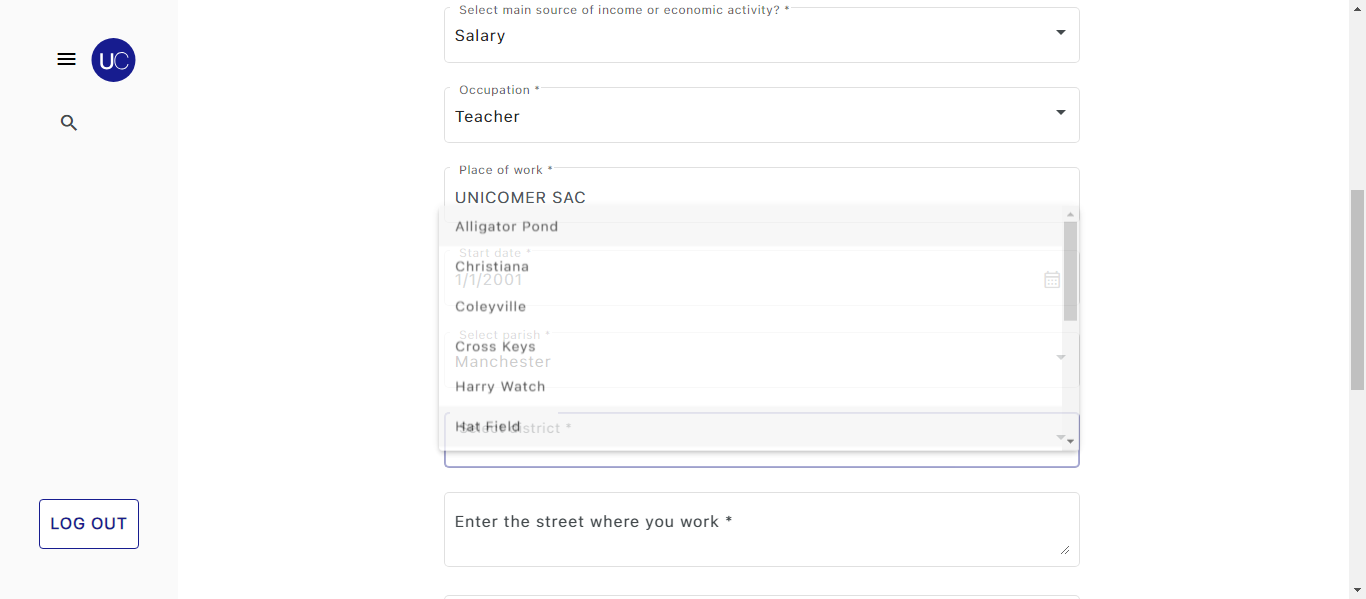 Select main source of income or economic activity? *
Salary
UC
Occupation *
Teacher
Place of work *
UNICOMER SAC
Alligator Pond
Start date *
Christiana
1/1/2001
Coleyville
Select parish *
Cross Keys
Manchester
Harry Watch
Hat Field
Select district *
LOG OUT
Enter the street where you work *